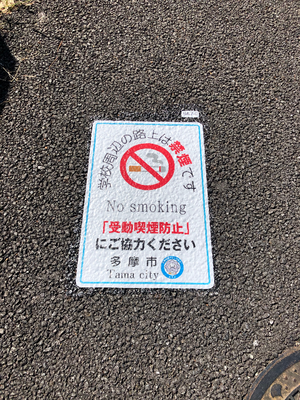 学校周辺の路上は禁煙です
No smoking
「受動喫煙防止」
にご協力ください
多摩市
Tama city